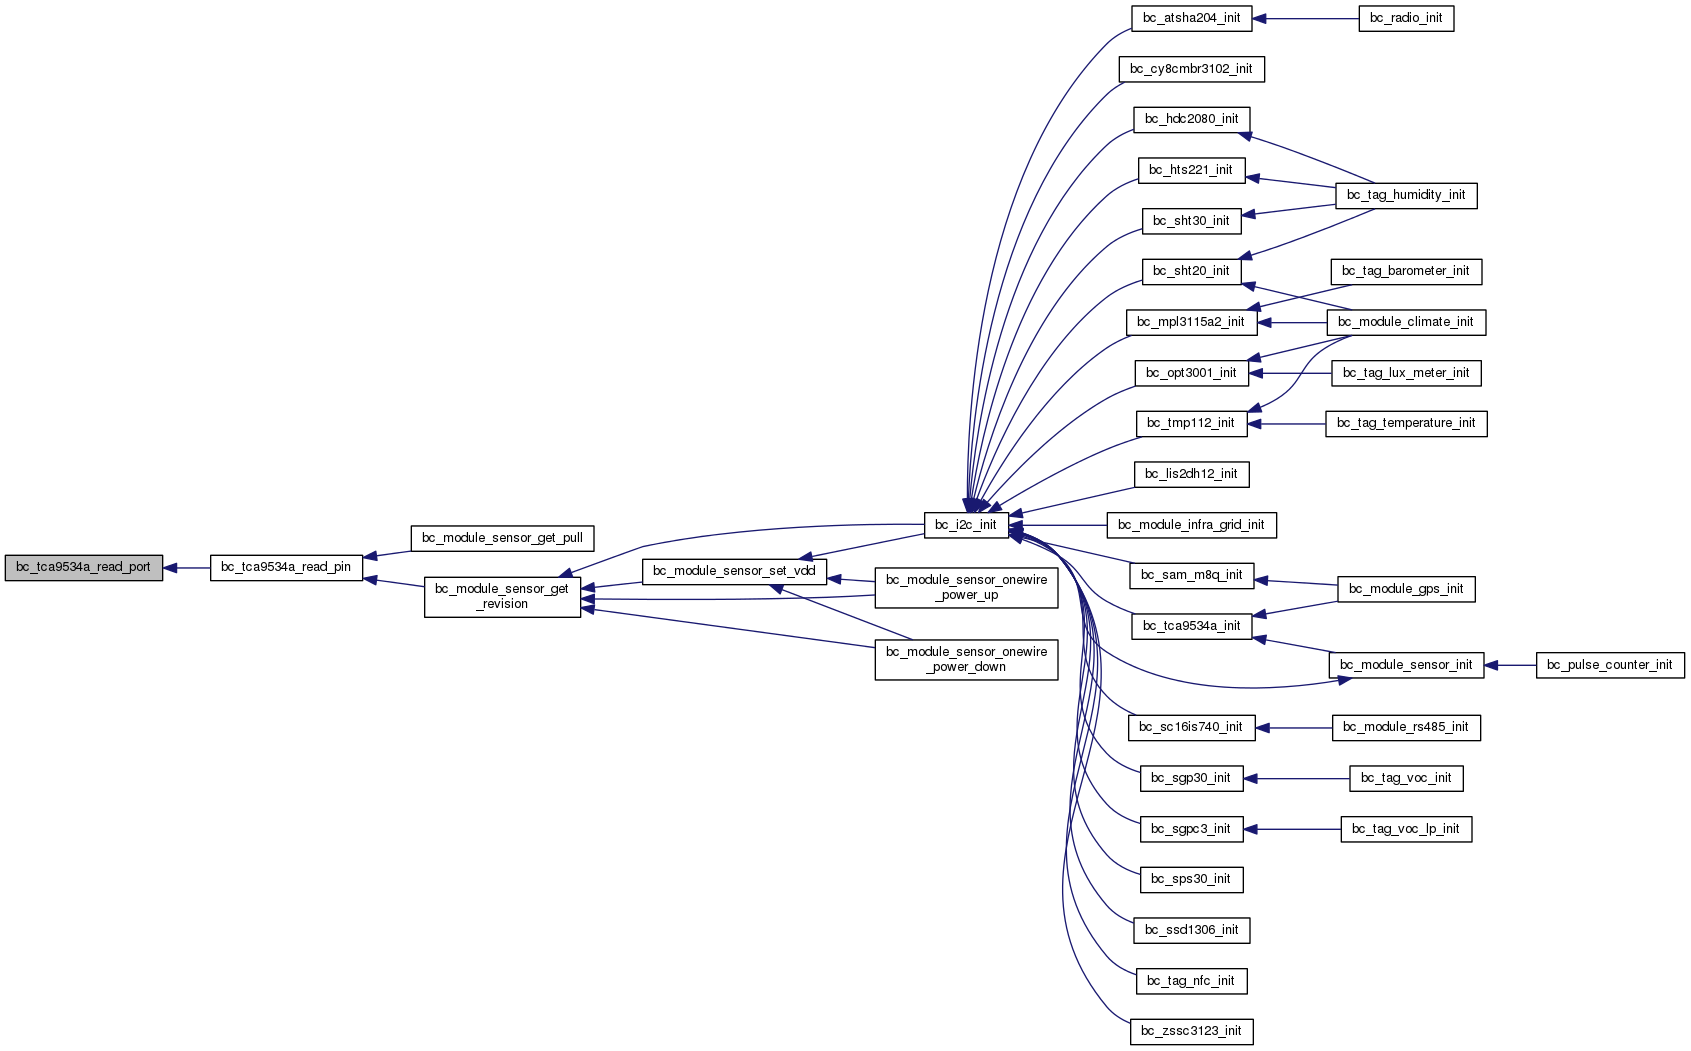 bc_tca9534a_read_port
bc_tca9534a_read_pin
bc_module_sensor_get_pull
bc_module_sensor_get
_revision
bc_module_sensor_set_vdd
bc_module_sensor_onewire
_power_up
bc_module_sensor_onewire
_power_down
bc_i2c_init
bc_atsha204_init
bc_radio_init
bc_cy8cmbr3102_init
bc_hdc2080_init
bc_hts221_init
bc_tag_humidity_init
bc_sht30_init
bc_sht20_init
bc_tag_barometer_init
bc_mpl3115a2_init
bc_module_climate_init
bc_opt3001_init
bc_tag_lux_meter_init
bc_tmp112_init
bc_tag_temperature_init
bc_lis2dh12_init
bc_module_infra_grid_init
bc_sam_m8q_init
bc_module_gps_init
bc_tca9534a_init
bc_module_sensor_init
bc_pulse_counter_init
bc_sc16is740_init
bc_module_rs485_init
bc_sgp30_init
bc_tag_voc_init
bc_sgpc3_init
bc_tag_voc_lp_init
bc_sps30_init
bc_ssd1306_init
bc_tag_nfc_init
bc_zssc3123_init